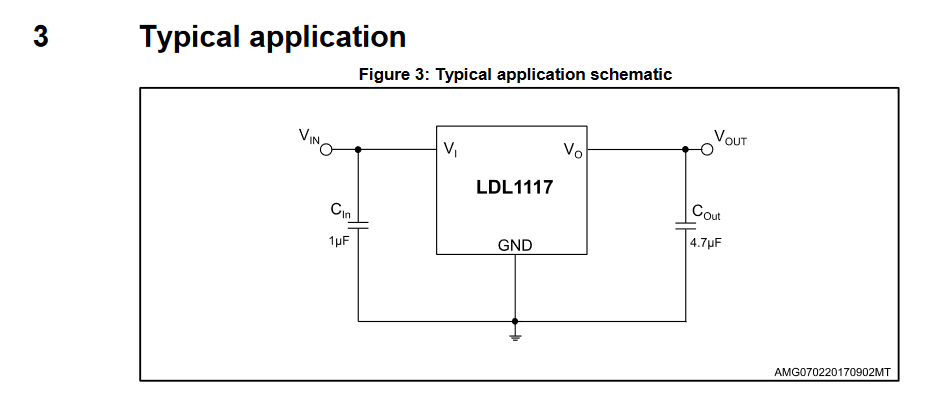 3 Typical application
Figure 3: Typical application schematic
VIN
VI
VO
VOUT
LDL1117
CIn
1µF
COut
4.7µF
GND
AMG070220170902MT